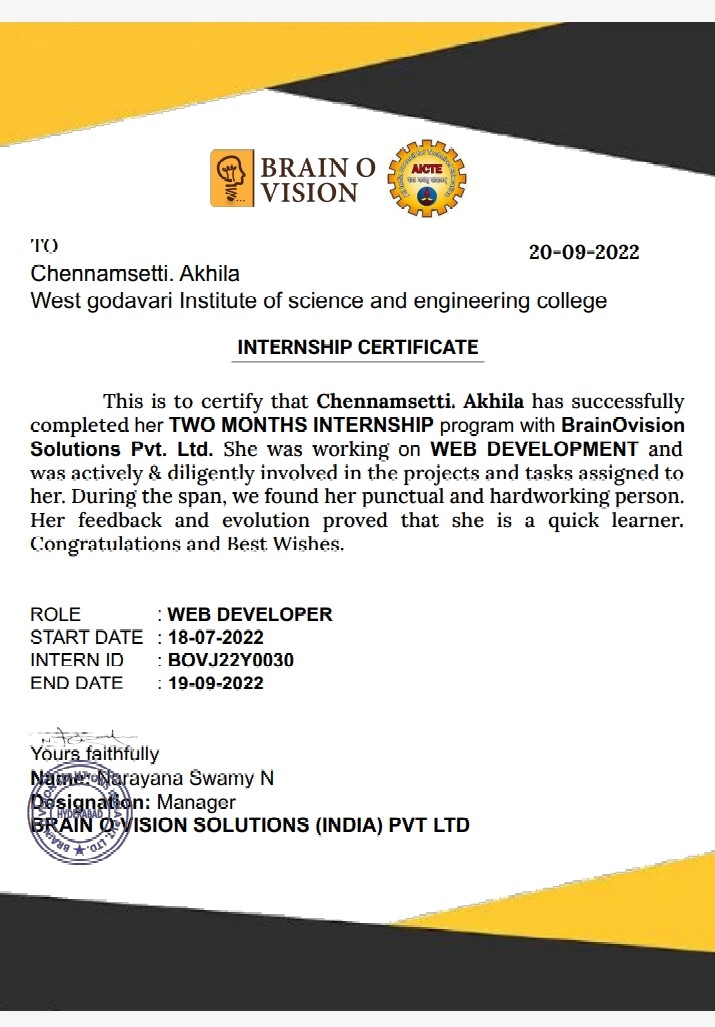 BRAIN O
VISION
AICTE
TO
20-09-2022
Chennamsetti. Akhila
West godavari Institute of science and engineering college
INTERNSHIP CERTIFICATE
This is to certify that Chennamsetti. Akhila has successfully
completed her TWO MONTHS INTERNSHIP program with BrainOvision
Solutions Pvt. Ltd. She was working on WEB DEVELOPMENT and
was actively & diligently involved in the projects and tasks assigned to
her. During the span, we found her punctual and hardworking person.
Her feedback and evolution proved that she is a quick learner.
Congratulations and Best Wishes.
ROLE : WEB DEVELOPER
START DATE : 18-07-2022
INTERN ID : BOVJ22Y0030
END DATE : 19-09-2022
Yours faithfully
Name: Narayana Swamy N
Designation: Manager
BRAIN O VISION SOLUTIONS (INDIA) PVT LTD
HYDERABAD